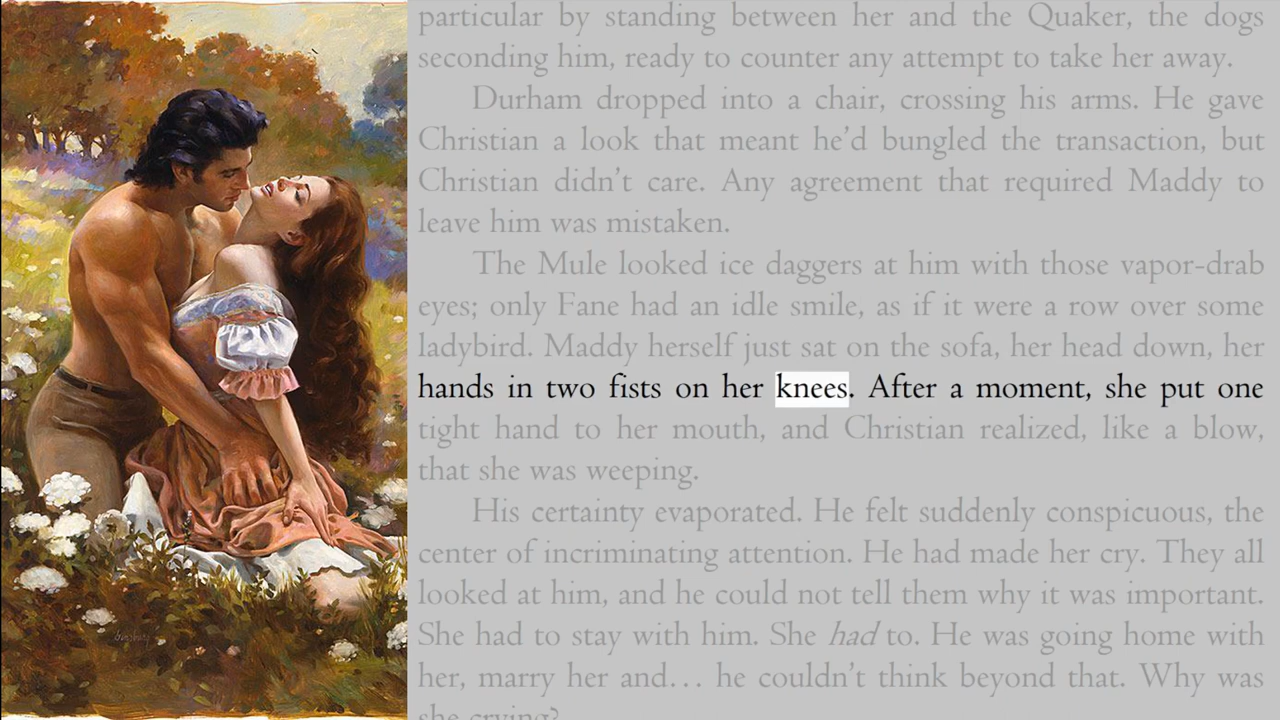 particular by standing between her and the Quaker, the dogs
seconding him, ready to counter any attempt to take her away.
Durham dropped into a chair, crossing his arms. He gave
Christian a look that meant he’d bungled the transaction, but
Christian didn’t care. Any agreement that required Maddy to
leave him was mistaken.
The Mule looked ice daggers at him with those vapor-drab
eyes; only Fane had an idle smile, as if it were a row over some
ladybird. Maddy herself just sat on the sofa, her head down, her
hands in two fists on her knees. After a moment, she put one
tight hand to her mouth, and Christian realized, like a blow,
that she was weeping.
His certainty evaporated. He felt suddenly conspicuous, the
center of incriminating attention. He had made her cry. They all
looked at him, and he could not tell them why it was important.
She had to stay with him. She had to. He was going home with
her, marry her and… he couldn’t think beyond that. Why was
she crying?